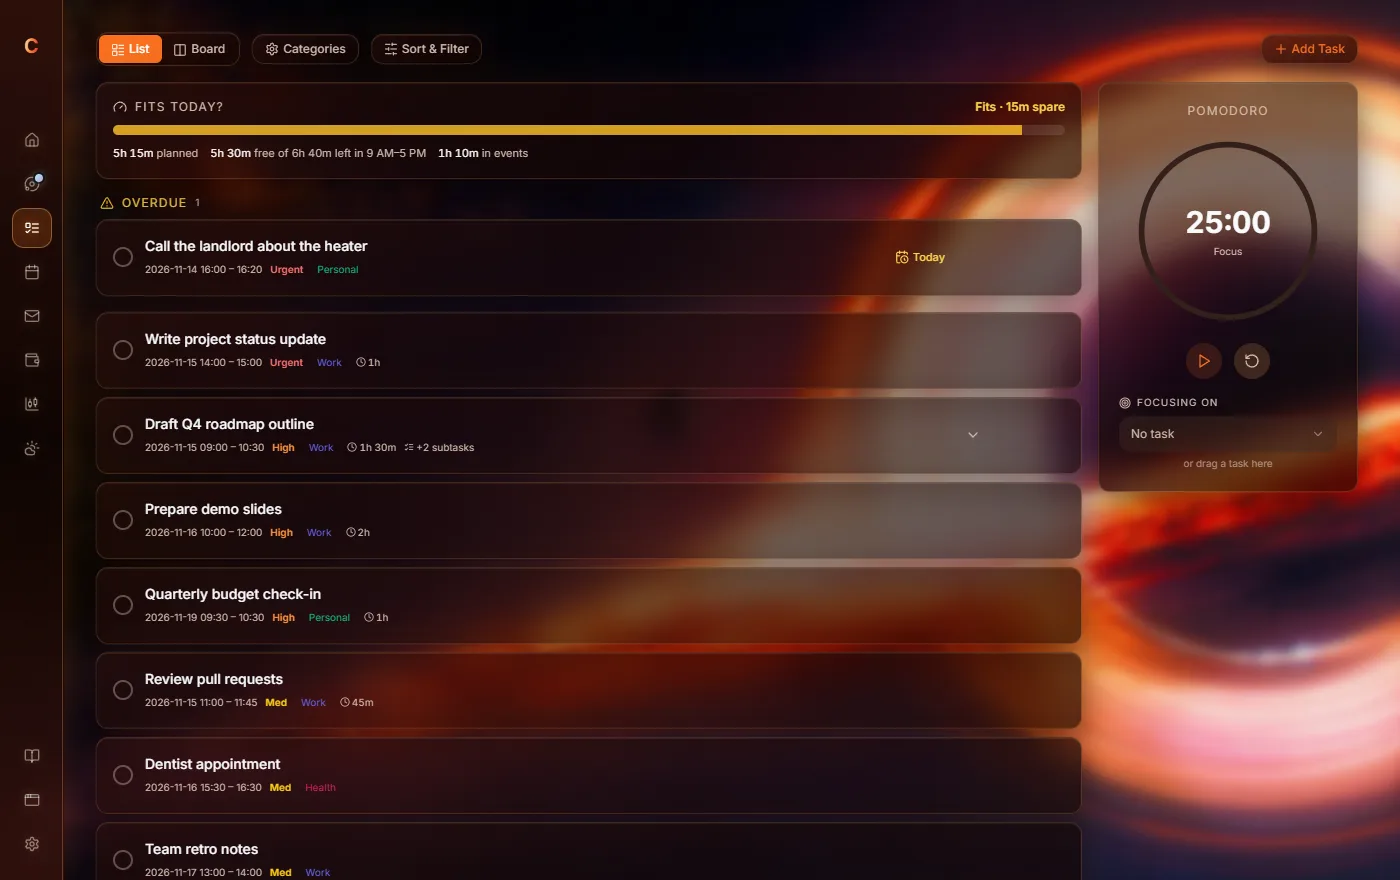 C
List
Board
Categories
Sort & Filter
+ Add Task
FITS TODAY?
Fits · 15m spare
5h 15m planned 5h 30m free of 6h 40m left in 9 AM–5 PM 1h 10m in events
OVERDUE 1
Call the landlord about the heater
2026-11-14 16:00 – 16:20 Urgent Personal
Today
Write project status update
2026-11-15 14:00 – 15:00 Urgent Work 1h
Draft Q4 roadmap outline
2026-11-15 09:00 – 10:30 High Work 1h 30m +2 subtasks
Prepare demo slides
2026-11-16 10:00 – 12:00 High Work 2h
Quarterly budget check-in
2026-11-19 09:30 – 10:30 High Personal 1h
Review pull requests
2026-11-15 11:00 – 11:45 Med Work 45m
Dentist appointment
2026-11-16 15:30 – 16:30 Med Health
Team retro notes
2026-11-17 13:00 – 14:00 Med Work
POMODORO
25:00
Focus
FOCUSING ON
No task
or drag a task here